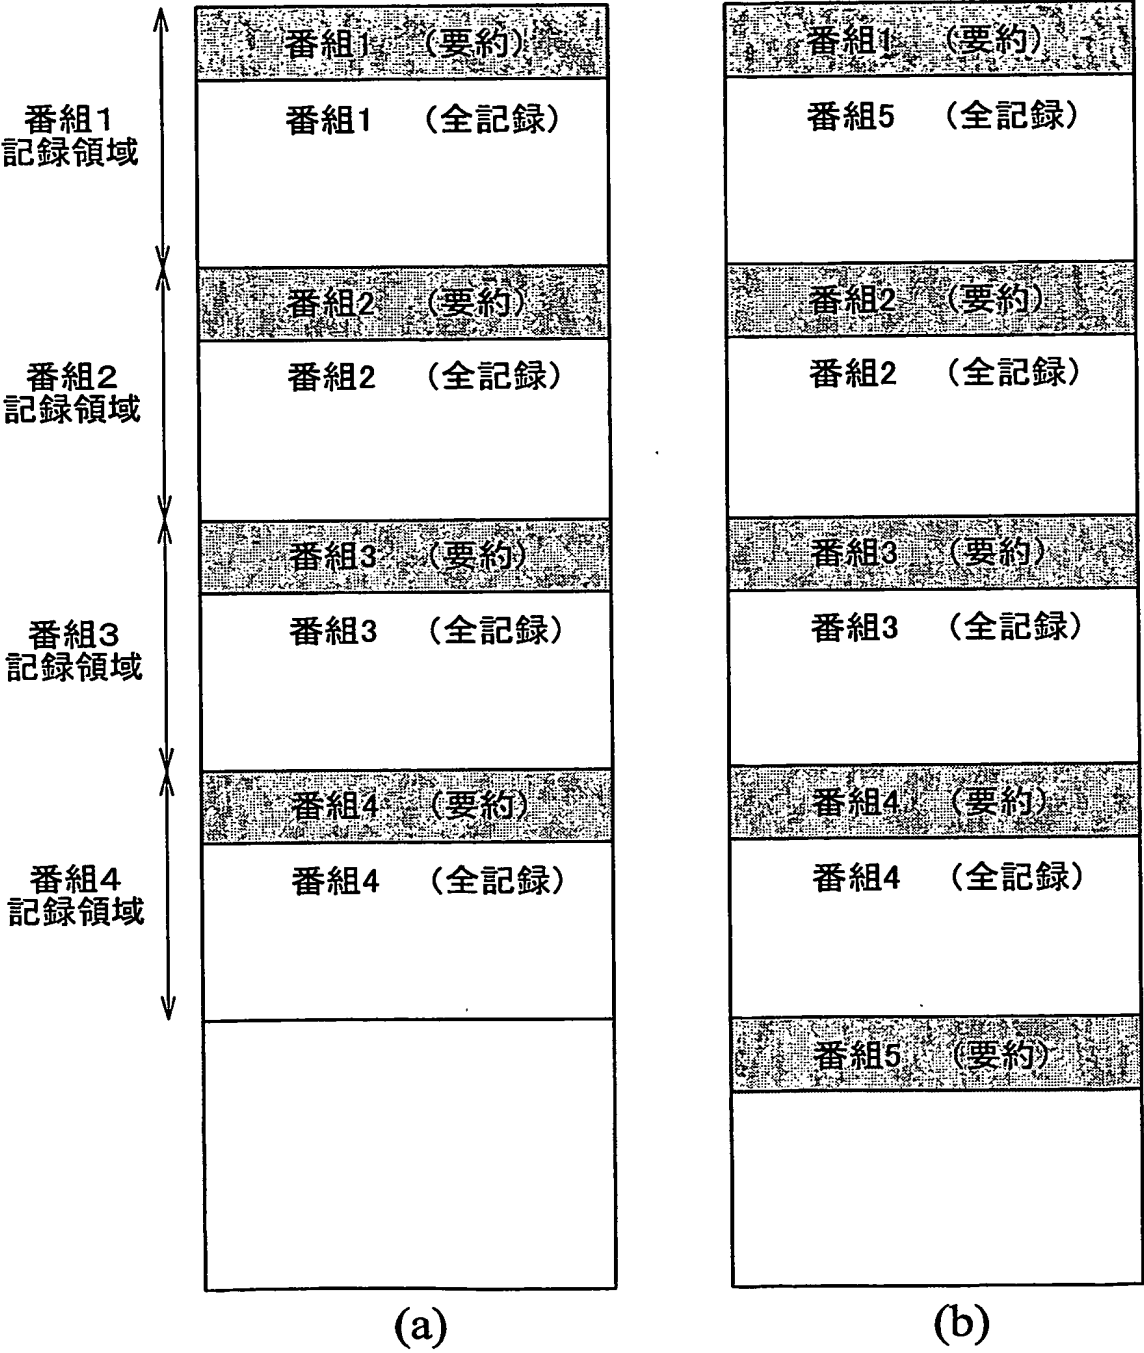 番組1
記録領域
番組2
記録領域
番組3
記録領域
番組4
記録領域
番組1 (要約)
番組1 (全記録)
番組2 (要約)
番組2 (全記録)
番組3 (要約)
番組3 (全記録)
番組4 (要約)
番組4 (全記録)
(a)
番組1 (要約)
番組5 (全記録)
番組2 (要約)
番組2 (全記録)
番組3 (要約)
番組3 (全記録)
番組4 (要約)
番組4 (全記録)
番組5 (要約)
(b)